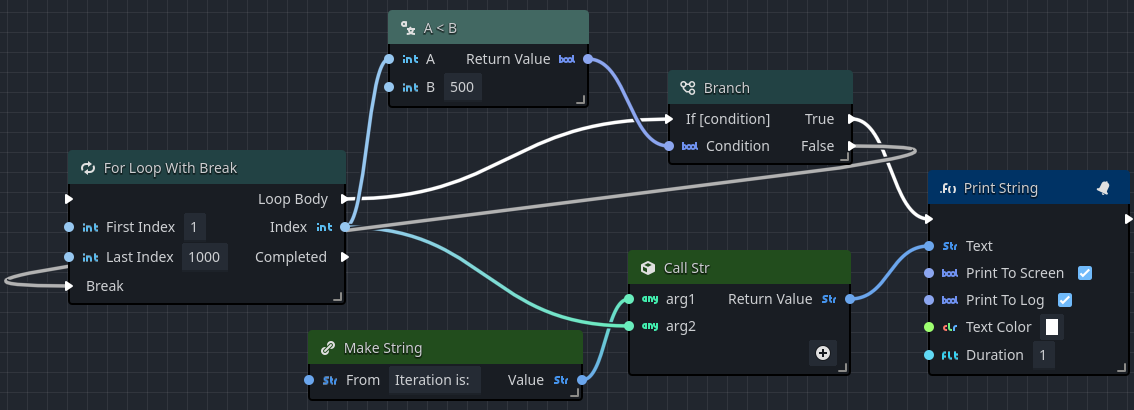 A < B
int A Return Value bool
int B 500
Branch
If [condition] True
bool Condition False
For Loop With Break
Loop Body
int First Index 1 Index int
int Last Index 1000 Completed
Break
.f() Print String
Str Text
bool Print To Screen
bool Print To Log
clr Text Color
flt Duration 1
Call Str
any arg1 Return Value Str
any arg2
Make String
Str From Iteration is: Value Str